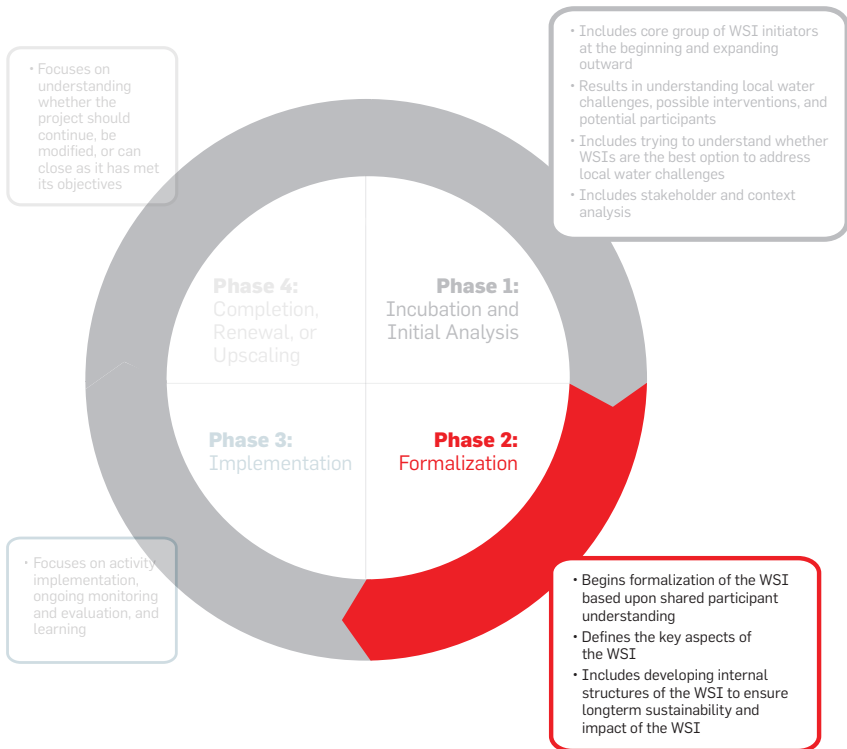 • Focuses on
understanding
whether the
project should
continue, be
modified, or can
close as it has met
its objectives
• Includes core group of WSI initiators
at the beginning and expanding
outward
• Results in understanding local water
challenges, possible interventions, and
potential participants
• Includes trying to understand whether
WSIs are the best option to address
local water challenges
• Includes stakeholder and context
analysis
Phase 4:
Completion,
Renewal, or
Upscaling
Phase 1:
Incubation and
Initial Analysis
Phase 3:
Implementation
Phase 2:
Formalization
• Focuses on activity
implementation,
ongoing monitoring
and evaluation, and
learning
• Begins formalization of the WSI
based upon shared participant
understanding
• Defines the key aspects of
the WSI
• Includes developing internal
structures of the WSI to ensure
longterm sustainability and
impact of the WSI